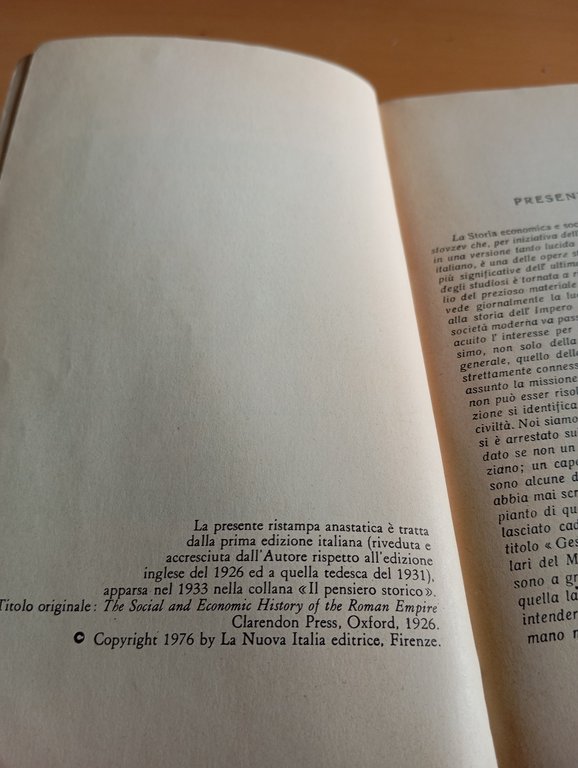 La presente ristampa anastatica è tratta
dalla prima edizione italiana (riveduta e
accresciuta dall'Autore rispetto all'edizione
inglese del 1926 ed a quella tedesca del 1931),
apparsa nel 1933 nella collana «Il pensiero storico».
Titolo originale: The Social and Economic History of the Roman Empire
Clarendon Press, Oxford, 1926.
© Copyright 1976 by La Nuova Italia editrice, Firenze.
PRESEN
La Storia economica e soc
stovzev che, per iniziativa dell
in una versione tanto lucida
italiano, è una delle opere st
più significative dell' ultim
degli studiosi è tornata a r
lio del prezioso materiale
vede giornalmente la lu
alla storia dell' Impero
società moderna va pas
acuito l' interesse per
simo, non solo della
generale, quello delle
strettamente conness
assunto la missione
non può esser risol
zione si identifica
civiltà. Noi siamo
si è arrestato su
dato se non un
ziano; un cape
sono alcune d
abbia mai scr
pianto di qu
lasciato cad
titolo « Ges
lari del M
sono a gr
quella la
intender
mano n